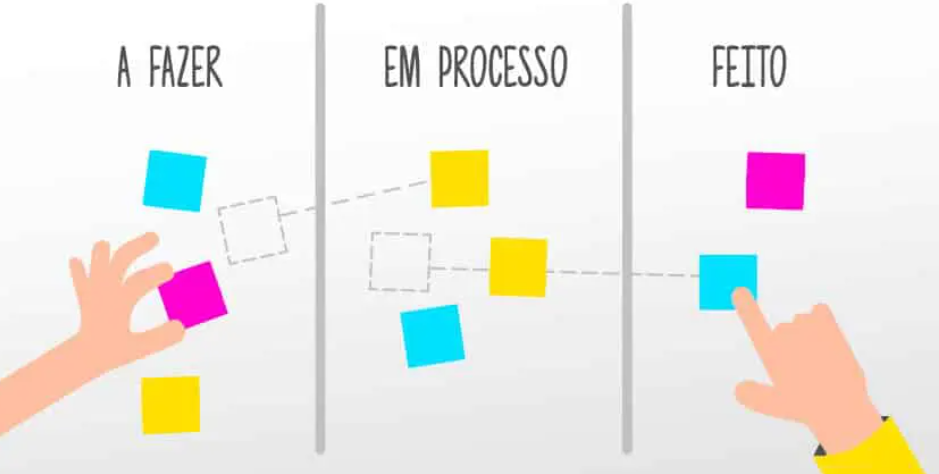 A FAZER
EM PROCESSO
FEITO